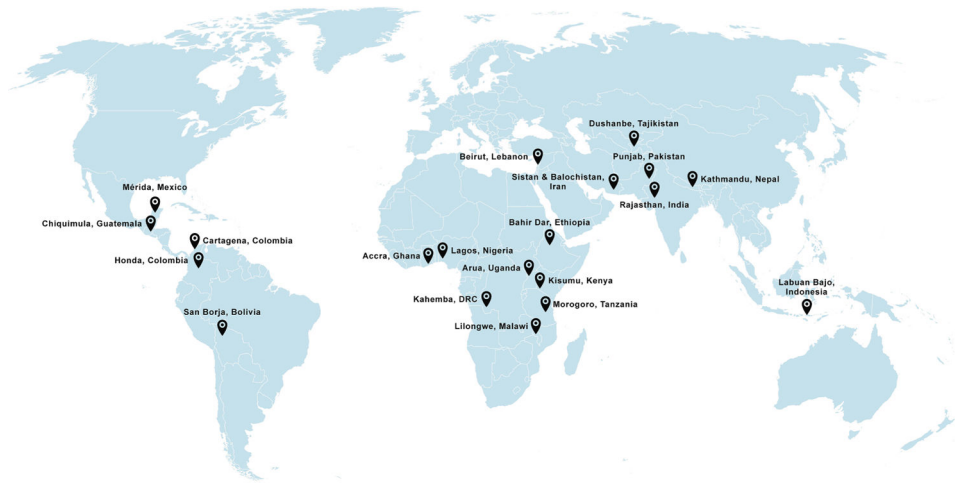 Dushanbe, Tajikistan
Beirut, Lebanon
Punjab, Pakistan
Sistan & Balochistan,
Iran
Kathmandu, Nepal
Mérida, Mexico
Rajasthan, India
Chiquimula, Guatemala
Bahir Dar, Ethiopia
Cartagena, Colombia
Honda, Colombia
Accra, Ghana
Lagos, Nigeria
Arua, Uganda
Kisumu, Kenya
Labuan Bajo,
Indonesia
Kahemba, DRC
Morogoro, Tanzania
San Borja, Bolivia
Lilongwe, Malawi